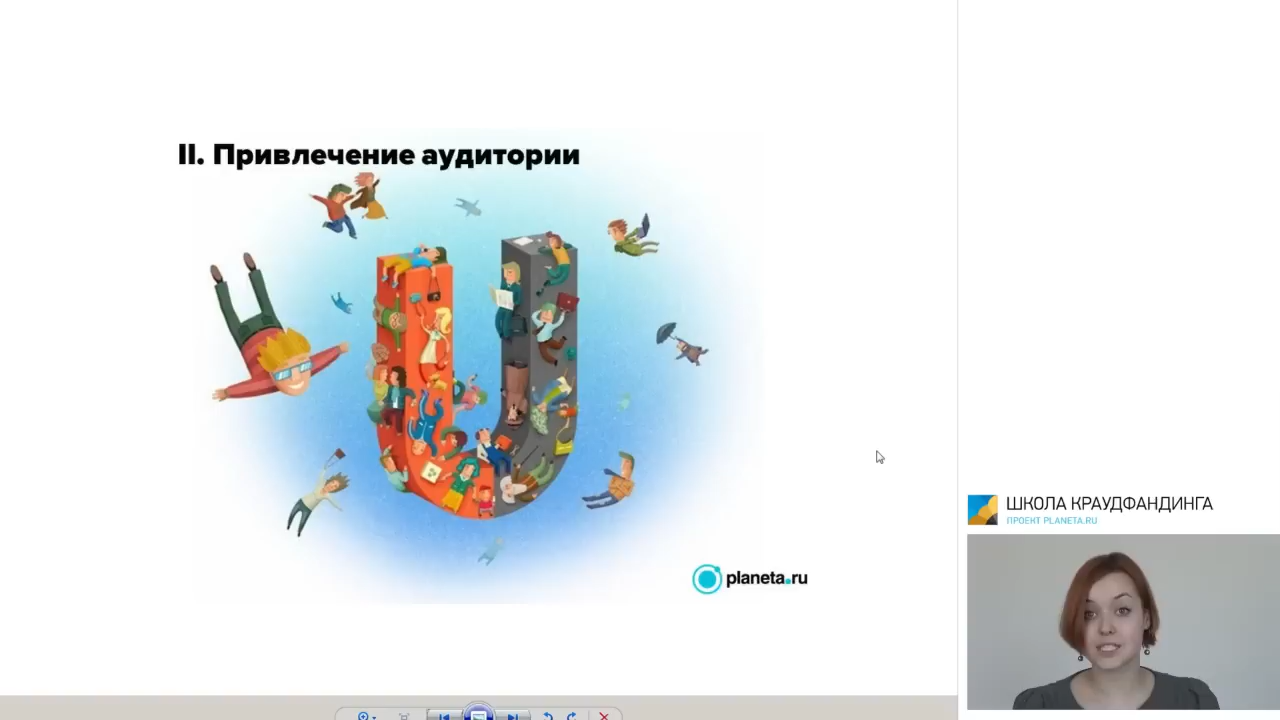 II. Привлечение аудитории
planeta.ru
ШКОЛА КРАУДФАНДИНГА
ПРОЕКТ PLANETA.RU